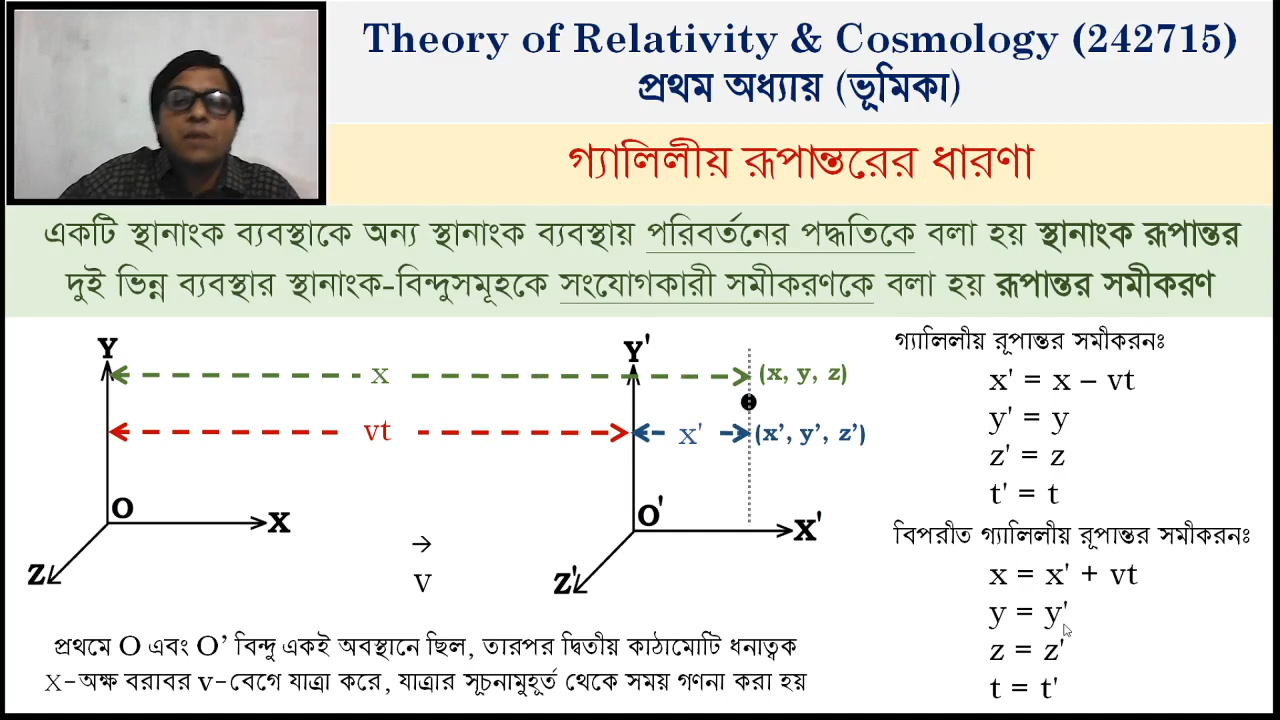 Theory of Relativity & Cosmology (242715)
প্রথম অধ্যায় (ভূমিকা)
গ্যালিলীয় রূপান্তরের ধারণা
একটি স্থানাংক ব্যবস্থাকে অন্য স্থানাংক ব্যবস্থায় পরিবর্তনের পদ্ধতিকে বলা হয় স্থানাংক রূপান্তর
দুই ভিন্ন ব্যবস্থার স্থানাংক-বিন্দুসমূহকে সংযোগকারী সমীকরণকে বলা হয় রূপান্তর সমীকরণ
Y
x
Y'
(x, y, z)
vt
x'
(x’, y’, z’)
O
X
O'
X'
Z
→
v
Z'
গ্যালিলীয় রূপান্তর সমীকরনঃ
x' = x – vt
y' = y
z' = z
t' = t
বিপরীত গ্যালিলীয় রূপান্তর সমীকরনঃ
x = x' + vt
y = y'
z = z'
t = t'
প্রথমে O এবং O’ বিন্দু একই অবস্থানে ছিল, তারপর দ্বিতীয় কাঠামোটি ধনাত্বক
X-অক্ষ বরাবর v-বেগে যাত্রা করে, যাত্রার সূচনামুহূর্ত থেকে সময় গণনা করা হয়